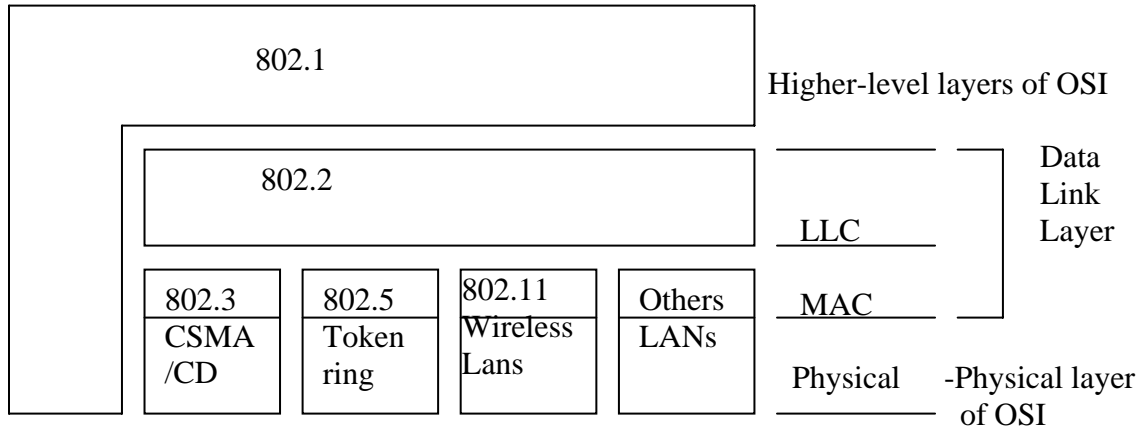 802.1
Higher-level layers of OSI
802.2
LLC
Data
Link
Layer
802.3
CSMA
/CD
802.5
Token
ring
802.11
Wireless
Lans
Others
LANs
MAC
Physical
-Physical layer
of OSI